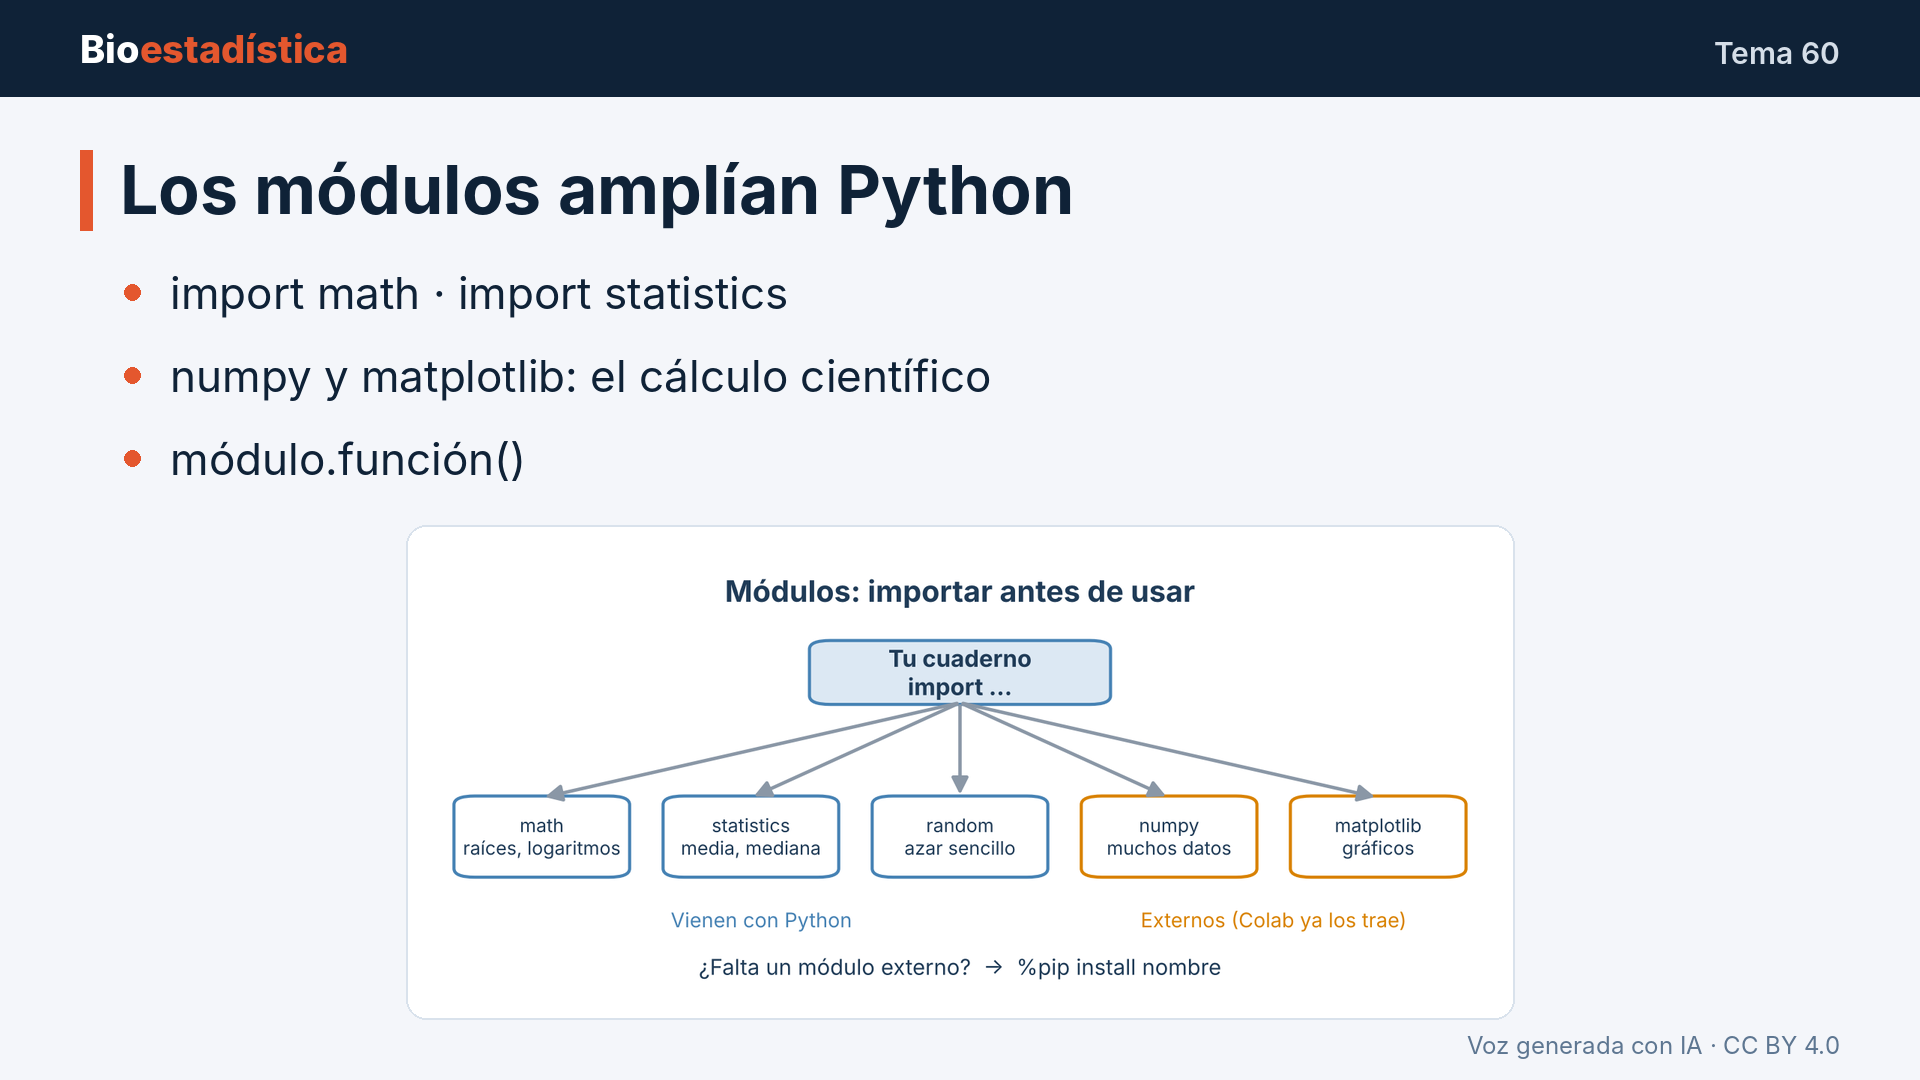 Bioestadística
Tema 60
Los módulos amplían Python
import math · import statistics
numpy y matplotlib: el cálculo científico
módulo.función()
Módulos: importar antes de usar
Tu cuaderno
import ...
math
raíces, logaritmos
statistics
media, mediana
random
azar sencillo
numpy
muchos datos
matplotlib
gráficos
Vienen con Python
Externos (Colab ya los trae)
¿Falta un módulo externo? → %pip install nombre
Voz generada con IA · CC BY 4.0